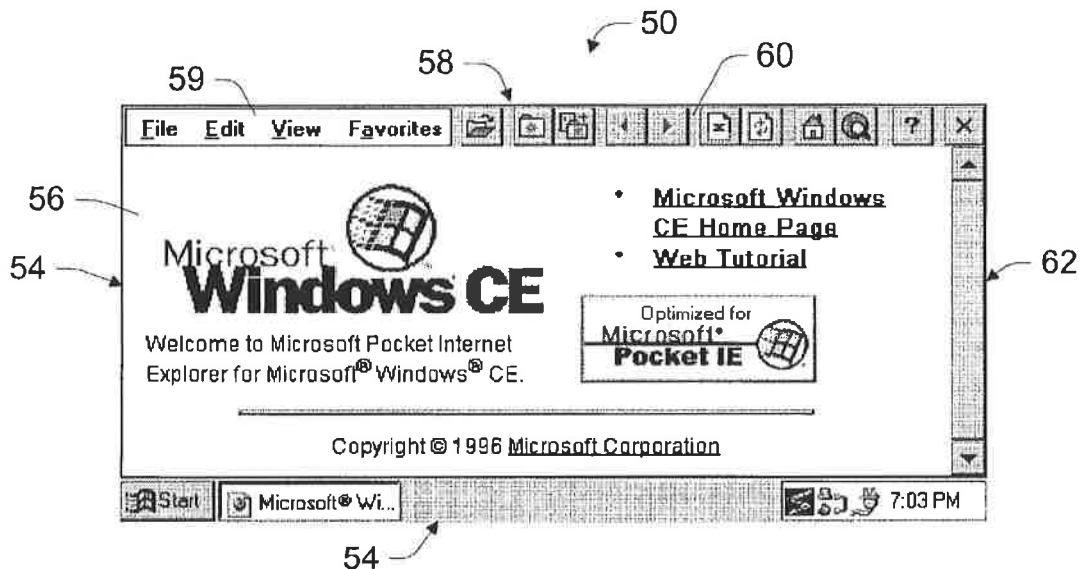 50
58
60
59
File Edit View Favorites ?
56
Microsoft Windows
CE Home Page
Web Tutorial
Microsoft
Windows CE
54
62
Optimized for
Microsoft
Pocket IE
Welcome to Microsoft Pocket Internet
Explorer for Microsoft® Windows® CE.
Copyright © 1996 Microsoft Corporation
Start Microsoft® Wi... 7:03 PM
54